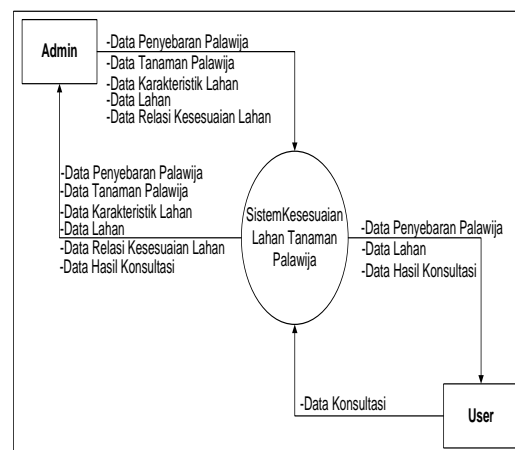 Admin
-Data Penyebaran Palawija
-Data Tanaman Palawija
-Data Karakteristik Lahan
-Data Lahan
-Data Relasi Kesesuaian Lahan
-Data Penyebaran Palawija
-Data Tanaman Palawija
-Data Karakteristik Lahan
-Data Lahan
-Data Relasi Kesesuaian Lahan
-Data Hasil Konsultasi
SistemKesesuaian
Lahan Tanaman
Palawija
-Data Penyebaran Palawija
-Data Lahan
-Data Hasil Konsultasi
-Data Konsultasi
User